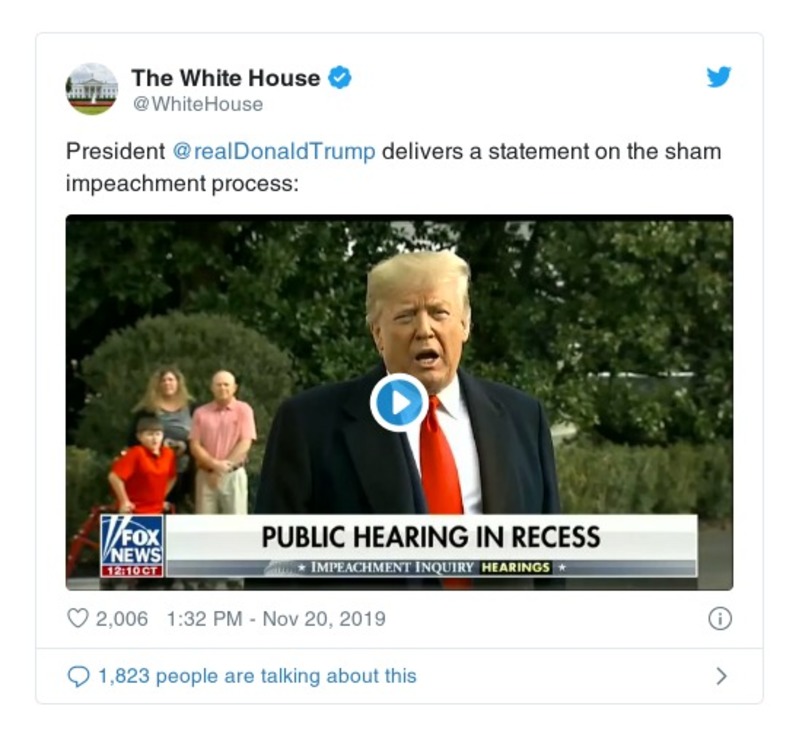 The White House
@WhiteHouse
President @realDonaldTrump delivers a statement on the sham
impeachment process:
FOX
NEWS
12:10 CT
PUBLIC HEARING IN RECESS
★ IMPEACHMENT INQUIRY HEARINGS ★
2,006 1:32 PM - Nov 20, 2019
1,823 people are talking about this